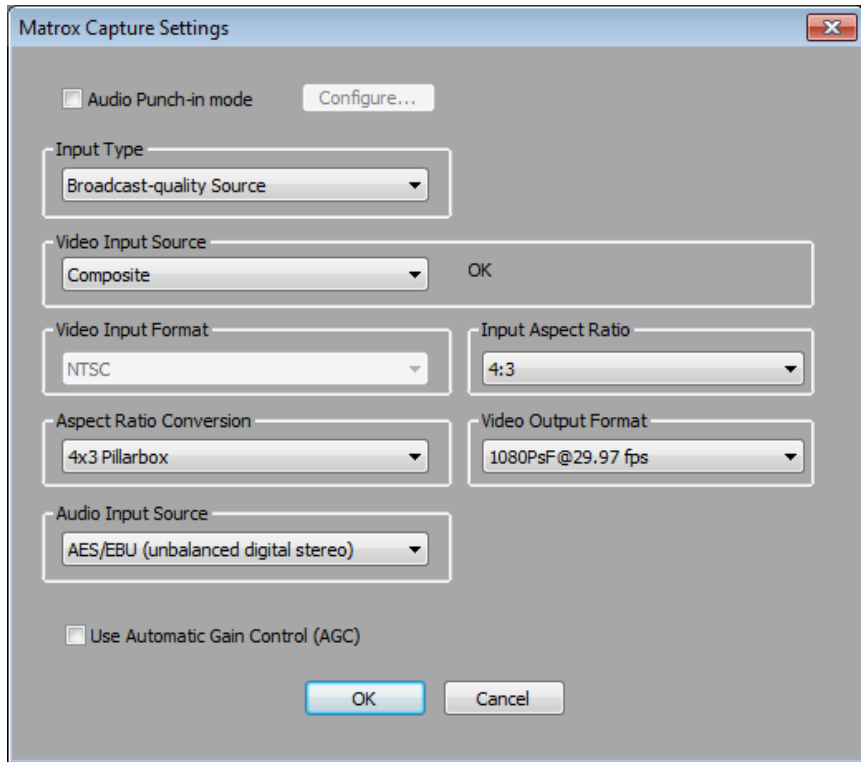 Matrox Capture Settings
Audio Punch-in mode
Configure...
Input Type
Broadcast-quality Source
Video Input Source
Composite
OK
Video Input Format
Input Aspect Ratio
NTSC
4:3
Aspect Ratio Conversion
Video Output Format
4x3 Pillarbox
1080PsF@29.97 fps
Audio Input Source
AES/EBU (unbalanced digital stereo)
Use Automatic Gain Control (AGC)
OK
Cancel